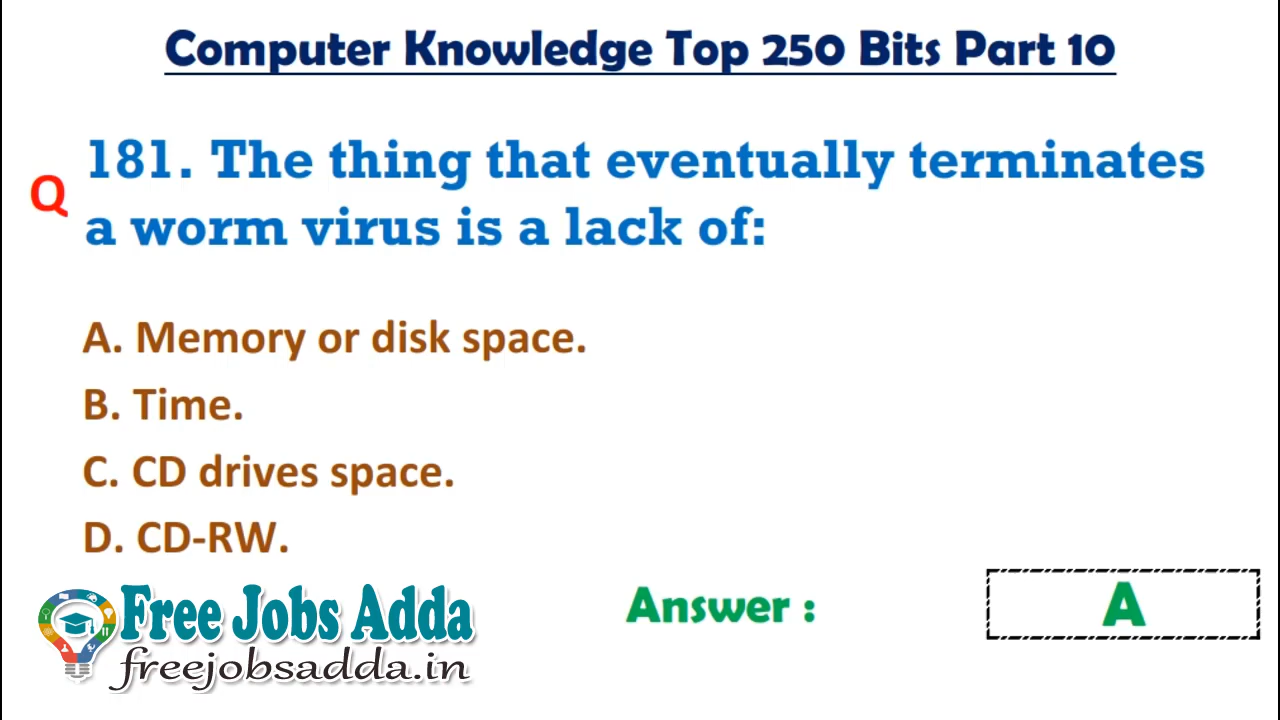 Computer Knowledge Top 250 Bits Part 10
Q
181. The thing that eventually terminates
a worm virus is a lack of:
A. Memory or disk space.
B. Time.
C. CD drives space.
D. CD-RW.
Free Jobs Adda
freejobsadda.in
Answer :
A